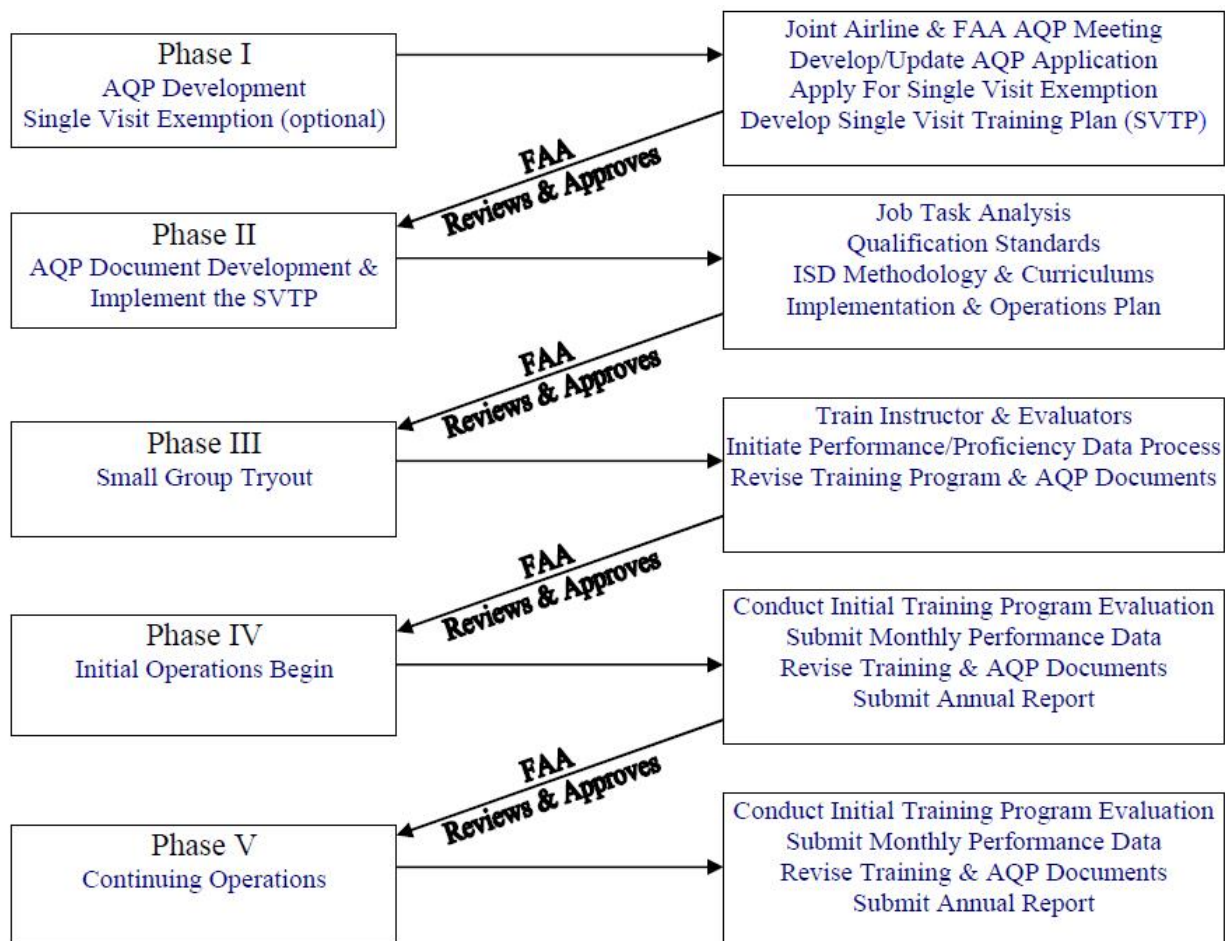 Phase I
AQP Development
Single Visit Exemption (optional)
Joint Airline & FAA AQP Meeting
Develop/Update AQP Application
Apply For Single Visit Exemption
Develop Single Visit Training Plan (SVTP)
FAA
Reviews & Approves
Phase II
AQP Document Development &
Implement the SVTP
Job Task Analysis
Qualification Standards
ISD Methodology & Curriculums
Implementation & Operations Plan
FAA
Reviews & Approves
Phase III
Small Group Tryout
Train Instructor & Evaluators
Initiate Performance/Proficiency Data Process
Revise Training Program & AQP Documents
FAA
Reviews & Approves
Phase IV
Initial Operations Begin
Conduct Initial Training Program Evaluation
Submit Monthly Performance Data
Revise Training & AQP Documents
Submit Annual Report
FAA
Reviews & Approves
Phase V
Continuing Operations
Conduct Initial Training Program Evaluation
Submit Monthly Performance Data
Revise Training & AQP Documents
Submit Annual Report